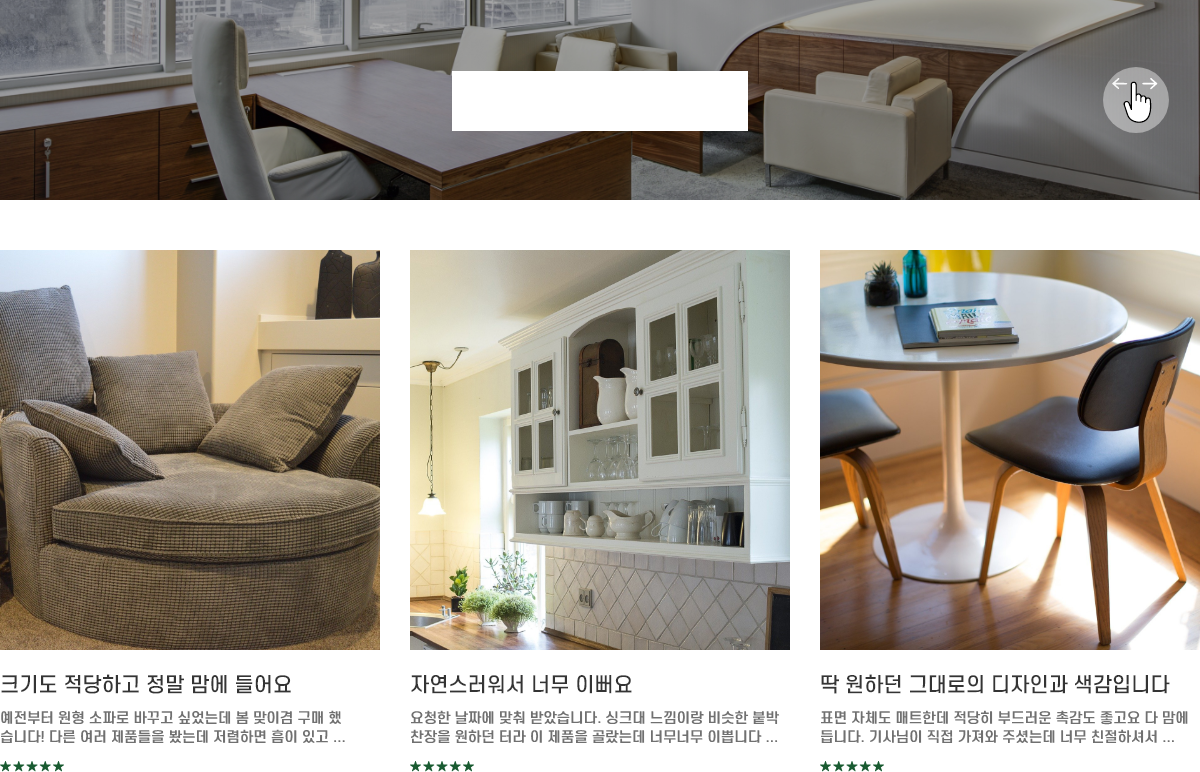 크기도 적당하고 정말 맘에 들어요
예전부터 원형 소파로 바꾸고 싶었는데 봄 맞이겸 구매 했
습니다! 다른 여러 제품들을 봤는데 저렴하면 흠이 있고 ...
★★★★★
자연스러워서 너무 이뻐요
요청한 날짜에 맞춰 받았습니다. 싱크대 느낌이랑 비슷한 붙박
찬장을 원하던 터라 이 제품을 골랐는데 너무너무 이쁩니다 ...
★★★★★
딱 원하던 그대로의 디자인과 색감입니다
표면 자체도 매트한데 적당히 부드러운 촉감도 좋고요 다 맘에
듭니다. 기사님이 직접 가져와 주셨는데 너무 친절하셔서 ...
★★★★★